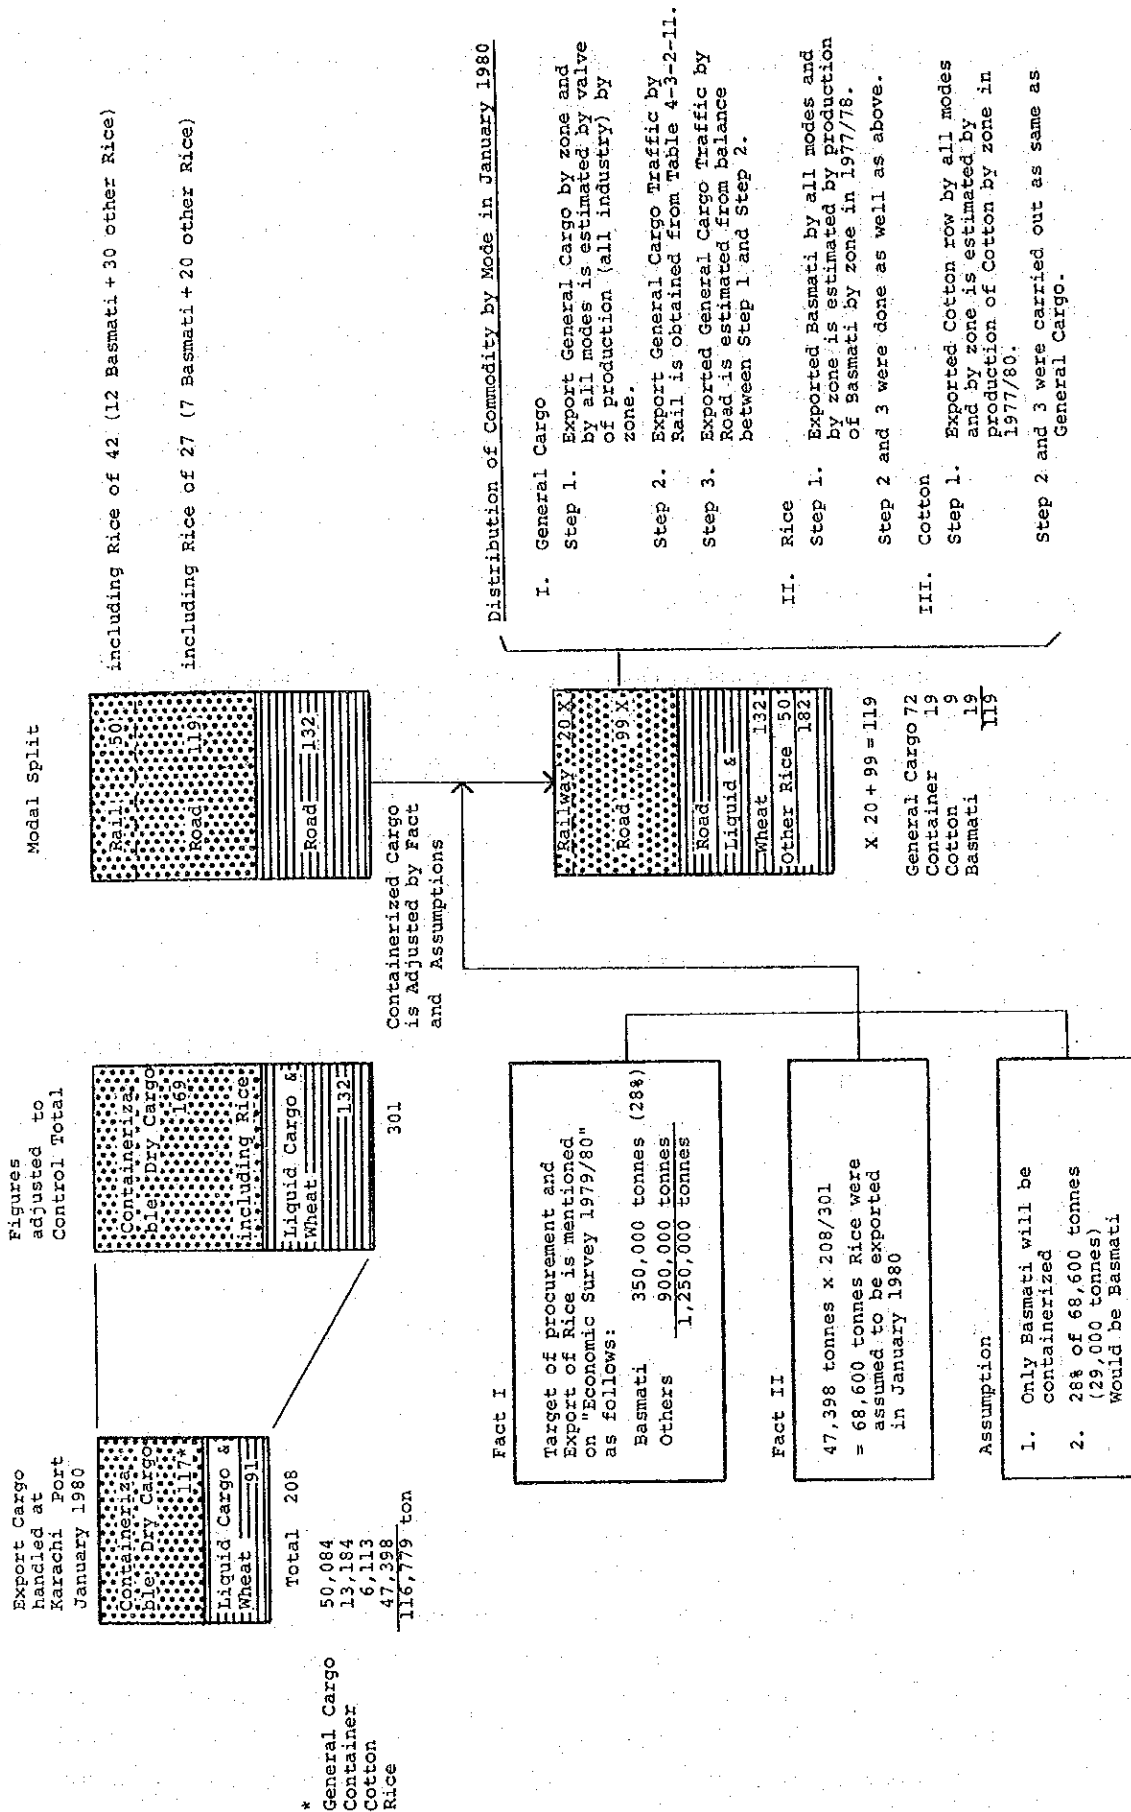 Export Cargo
handled at
Karachi Port
January 1980
Containeriza-
ble Dry Cargo
117*
Liquid Cargo &
Wheat 91
Total 208
*
General Cargo 50,084
Container 13,184
Cotton 6,113
Rice 47,398
116,779 ton
Figures
adjusted to
Control Total
Containeriza-
ble Dry Cargo
169
including Rice
Liquid Cargo &
Wheat
132
301
Modal Split
Rail 50
Road 119
Road 132
including Rice of 42 (12 Basmati + 30 other Rice)
including Rice of 27 (7 Basmati + 20 other Rice)
Containerized Cargo
is Adjusted by Fact
and Assumptions
Fact I
Target of procurement and
Export of Rice is mentioned
on "Economic Survey 1979/80"
as follows:
Basmati 350,000 tonnes (28%)
Others 900,000 tonnes
1,250,000 tonnes
Fact II
47,398 tonnes x 208/301
= 68,600 tonnes Rice were
assumed to be exported
in January 1980
Assumption
1. Only Basmati will be
containerized
2. 28% of 68,600 tonnes
(29,000 tonnes)
Would be Basmati
Railway 20 X
Road 99 X
Road
Liquid &
Wheat 132
Other Rice 50
182
X 20 + 99 = 119
General Cargo 72
Container 19
Cotton 9
Basmati 19
119
Distribution of Commodity by Mode in January 1980
I. General Cargo
Step 1. Export General Cargo by zone and
by all modes is estimated by valve
of production (all industry) by
zone.
Step 2. Export General Cargo Traffic by
Rail is obtained from Table 4-3-2-11.
Step 3. Exported General Cargo Traffic by
Road is estimated from balance
between Step 1 and Step 2.
II. Rice
Step 1. Exported Basmati by all modes and
by zone is estimated by production
of Basmati by zone in 1977/78.
Step 2 and 3 were done as well as above.
III. Cotton
Step 1. Exported Cotton row by all modes
and by zone is estimated by
production of Cotton by zone in
1977/80.
Step 2 and 3 were carried out as same as
General Cargo.